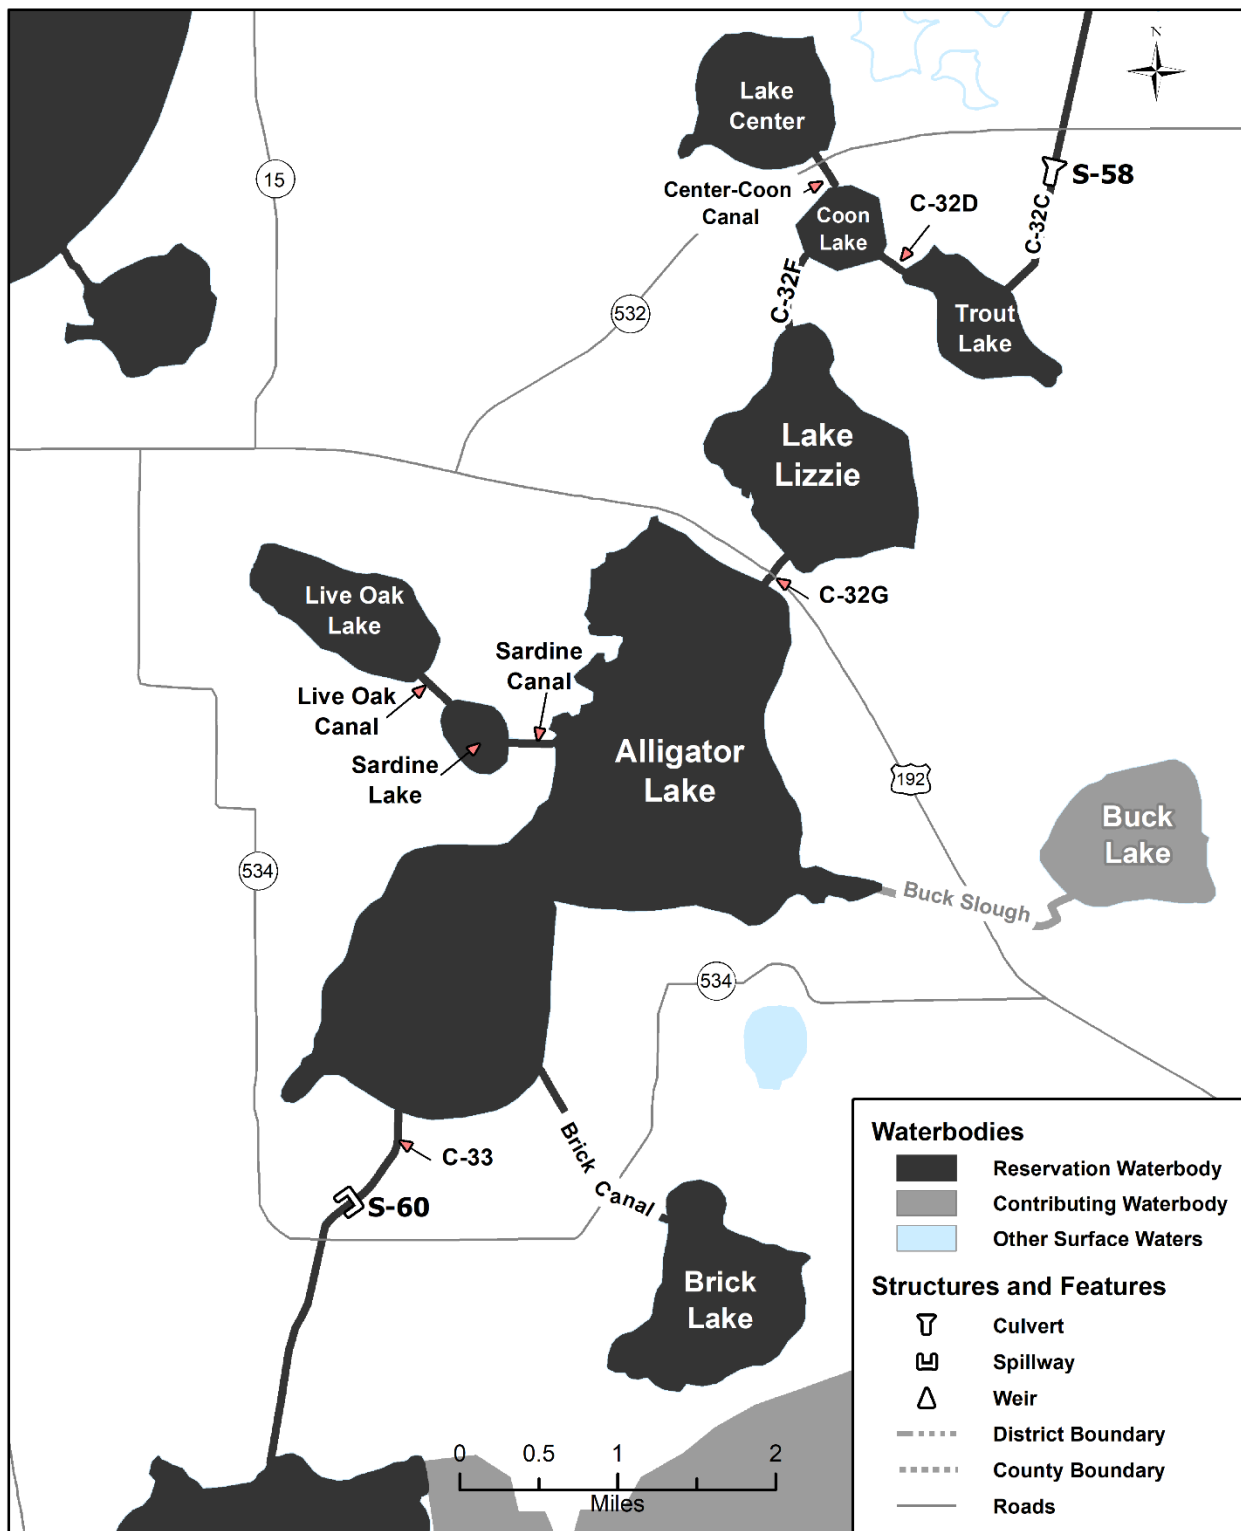 N
Lake
Center
15
S-58
Center-Coon
Canal
C-32D
C-32C
Coon
Lake
C-32F
532
Trout
Lake
Lake
Lizzie
C-32G
Live Oak
Lake
Sardine
Canal
Live Oak
Canal
Sardine
Lake
Alligator
Lake
192
Buck
Lake
534
Buck Slough
534
Brick Canal
C-33
S-60
Brick
Lake
0 0.5 1 2
Miles
Waterbodies
Reservation Waterbody
Contributing Waterbody
Other Surface Waters
Structures and Features
Culvert
Spillway
Weir
District Boundary
County Boundary
Roads